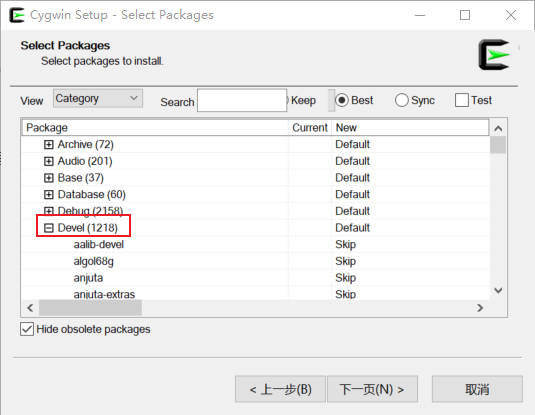 Cygwin Setup - Select Packages
Select Packages
Select packages to install.
View Category Search Keep Best Sync Test
Package Current New
Archive (72) Default
Audio (201) Default
Base (37) Default
Database (60) Default
Debug (2158) Default
Devel (1218) Default
aalib-devel Skip
algol68g Skip
anjuta Skip
anjuta-extras Skip
Hide obsolete packages
< 上一步(B) 下一页(N) > 取消